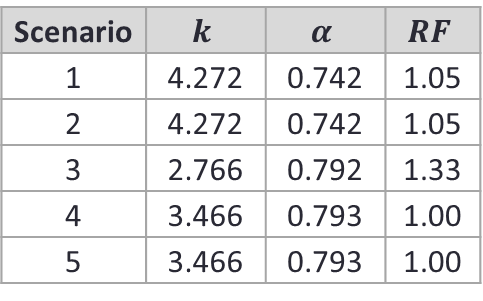 Scenario k α RF
1 4.272 0.742 1.05
2 4.272 0.742 1.05
3 2.766 0.792 1.33
4 3.466 0.793 1.00
5 3.466 0.793 1.00